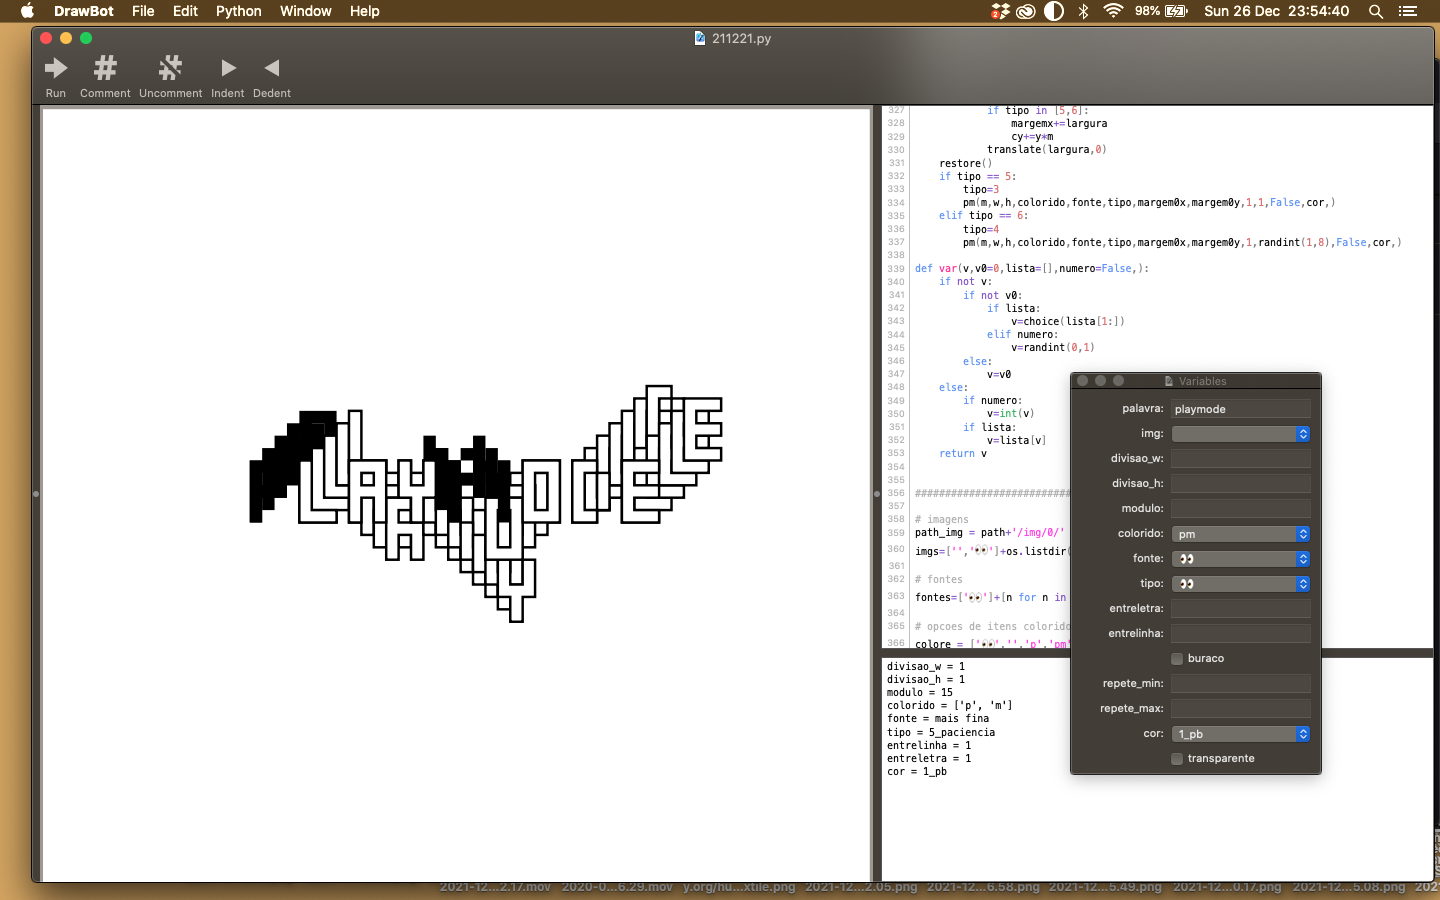 DrawBot File Edit Python Window Help
2
98% Sun 26 Dec 23:54:40
211221.py
Run Comment Uncomment Indent Dedent
PLAYMODE
327 if tipo in [5,6]:
328 margemx+=largura
329 cy+=y*m
330 translate(largura,0)
331 restore()
332 if tipo == 5:
333 tipo=3
334 pm(m,w,h,colorido,fonte,tipo,margem0x,margem0y,1,1,False,cor,)
335 elif tipo == 6:
336 tipo=4
337 pm(m,w,h,colorido,fonte,tipo,margem0x,margem0y,1,randint(1,8),False,cor,)
338
339 def var(v,v0=0,lista=[],numero=False,):
340 if not v:
341 if not v0:
342 if lista:
343 v=choice(lista[1:])
344 elif numero:
345 v=randint(0,1)
346 else:
347 v=v0
348 else:
349 if numero:
350 v=int(v)
351 if lista:
352 v=lista[v]
353 return v
354
355
356 ##########################
357
358 # imagens
359 path_img = path+'/img/0/'
360 imgs=['','👀']+os.listdir(
361
362 # fontes
363 fontes=['👀']+[n for n in
364
365 # opcoes de itens colorido
366 colore = ['👀','','p','pm'
Variables
palavra: playmode
img:
divisao_w:
divisao_h:
modulo:
colorido: pm
fonte: 👀
tipo: 👀
entreletra:
entrelinha:
buraco
repete_min:
repete_max:
cor: 1_pb
transparente
divisao_w = 1
divisao_h = 1
modulo = 15
colorido = ['p', 'm']
fonte = mais fina
tipo = 5_paciencia
entrelinha = 1
entreletra = 1
cor = 1_pb
2021-12...2.17.mov 2020-0...6.29.mov y.org/hu...xtile.png 2021-12...2.05.png 2021-12...6.58.png 2021-12...5.49.png 2021-12...0.17.png 2021-12...5.08.png 2021